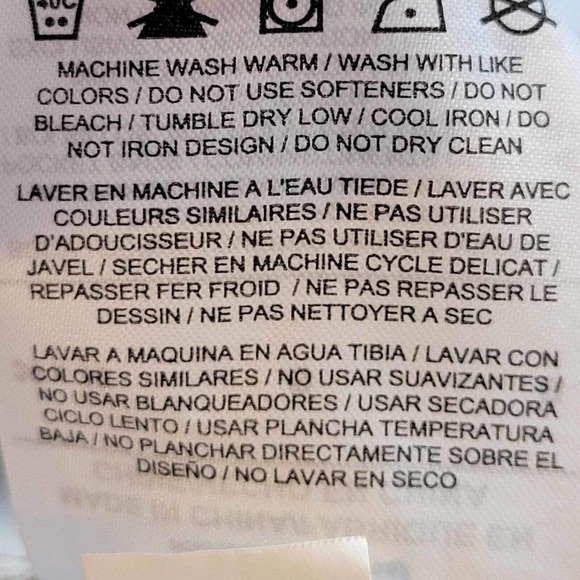 40C
MACHINE WASH WARM / WASH WITH LIKE
COLORS / DO NOT USE SOFTENERS / DO NOT
BLEACH / TUMBLE DRY LOW / COOL IRON / DO
NOT IRON DESIGN / DO NOT DRY CLEAN
LAVER EN MACHINE A L'EAU TIEDE / LAVER AVEC
COULEURS SIMILAIRES / NE PAS UTILISER
D'ADOUCISSEUR / NE PAS UTILISER D'EAU DE
JAVEL / SECHER EN MACHINE CYCLE DELICAT /
REPASSER FER FROID / NE PAS REPASSER LE
DESSIN / NE PAS NETTOYER A SEC
LAVAR A MAQUINA EN AGUA TIBIA / LAVAR CON
COLORES SIMILARES / NO USAR SUAVIZANTES /
NO USAR BLANQUEADORES / USAR SECADORA
CICLO LENTO / USAR PLANCHA TEMPERATURA
BAJA / NO PLANCHAR DIRECTAMENTE SOBRE EL
DISEÑO / NO LAVAR EN SECO